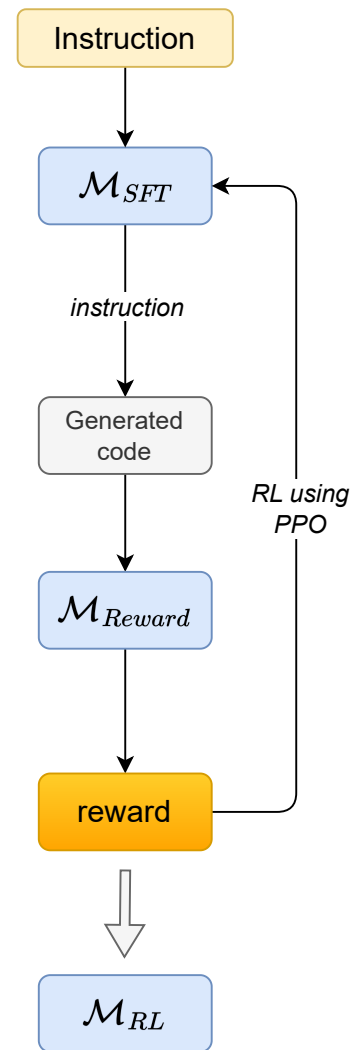 Instruction
M_SFT
instruction
Generated
code
RL using
PPO
M_Reward
reward
M_RL